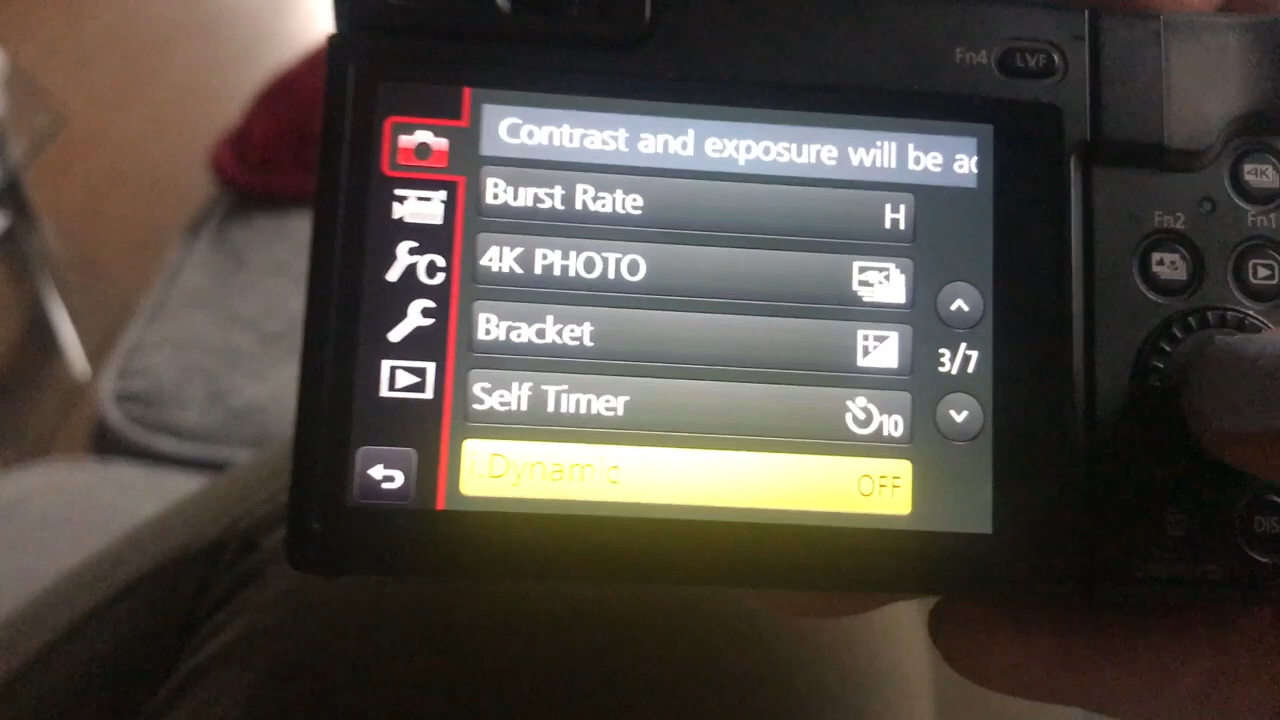 Fn4 LVF
Contrast and exposure will be
Burst Rate H
4K PHOTO 4K
Bracket
Self Timer 10
i.Dynamic OFF
3/7
4K
Fn2 Fn1